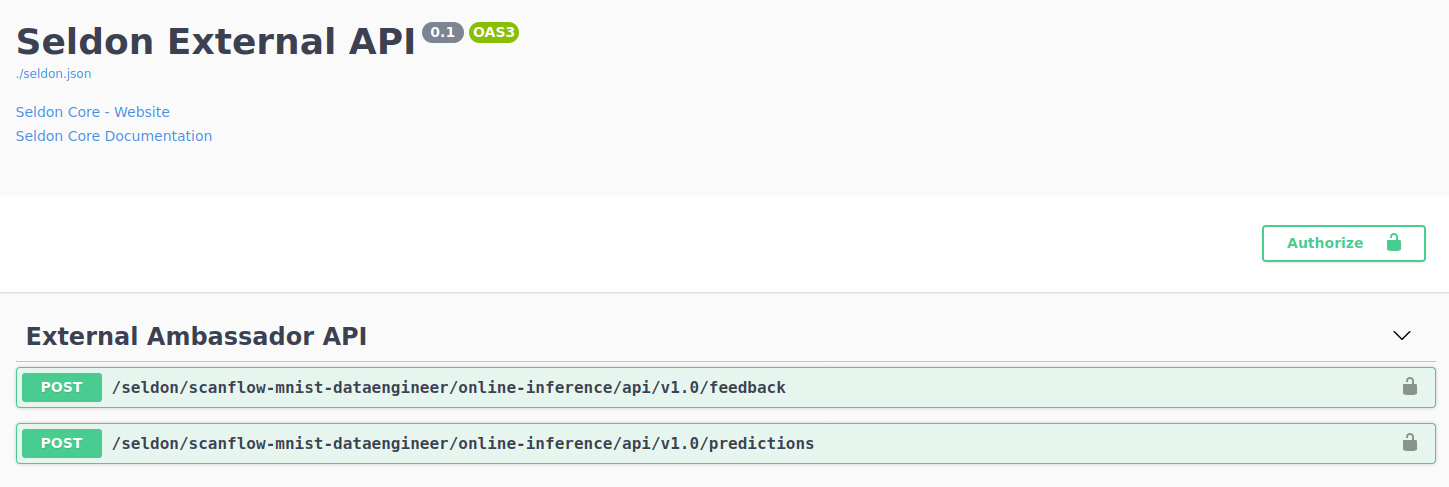 Seldon External API 0.1 OAS3
./seldon.json
Seldon Core - Website
Seldon Core Documentation
Authorize
External Ambassador API
POST /seldon/scanflow-mnist-dataengineer/online-inference/api/v1.0/feedback
POST /seldon/scanflow-mnist-dataengineer/online-inference/api/v1.0/predictions